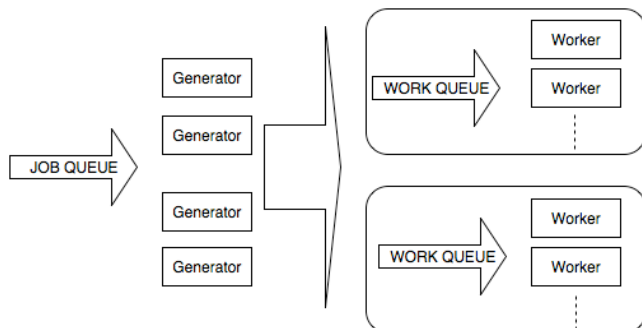 JOB QUEUE
Generator
Generator
Generator
Generator
WORK QUEUE
Worker
Worker
WORK QUEUE
Worker
Worker